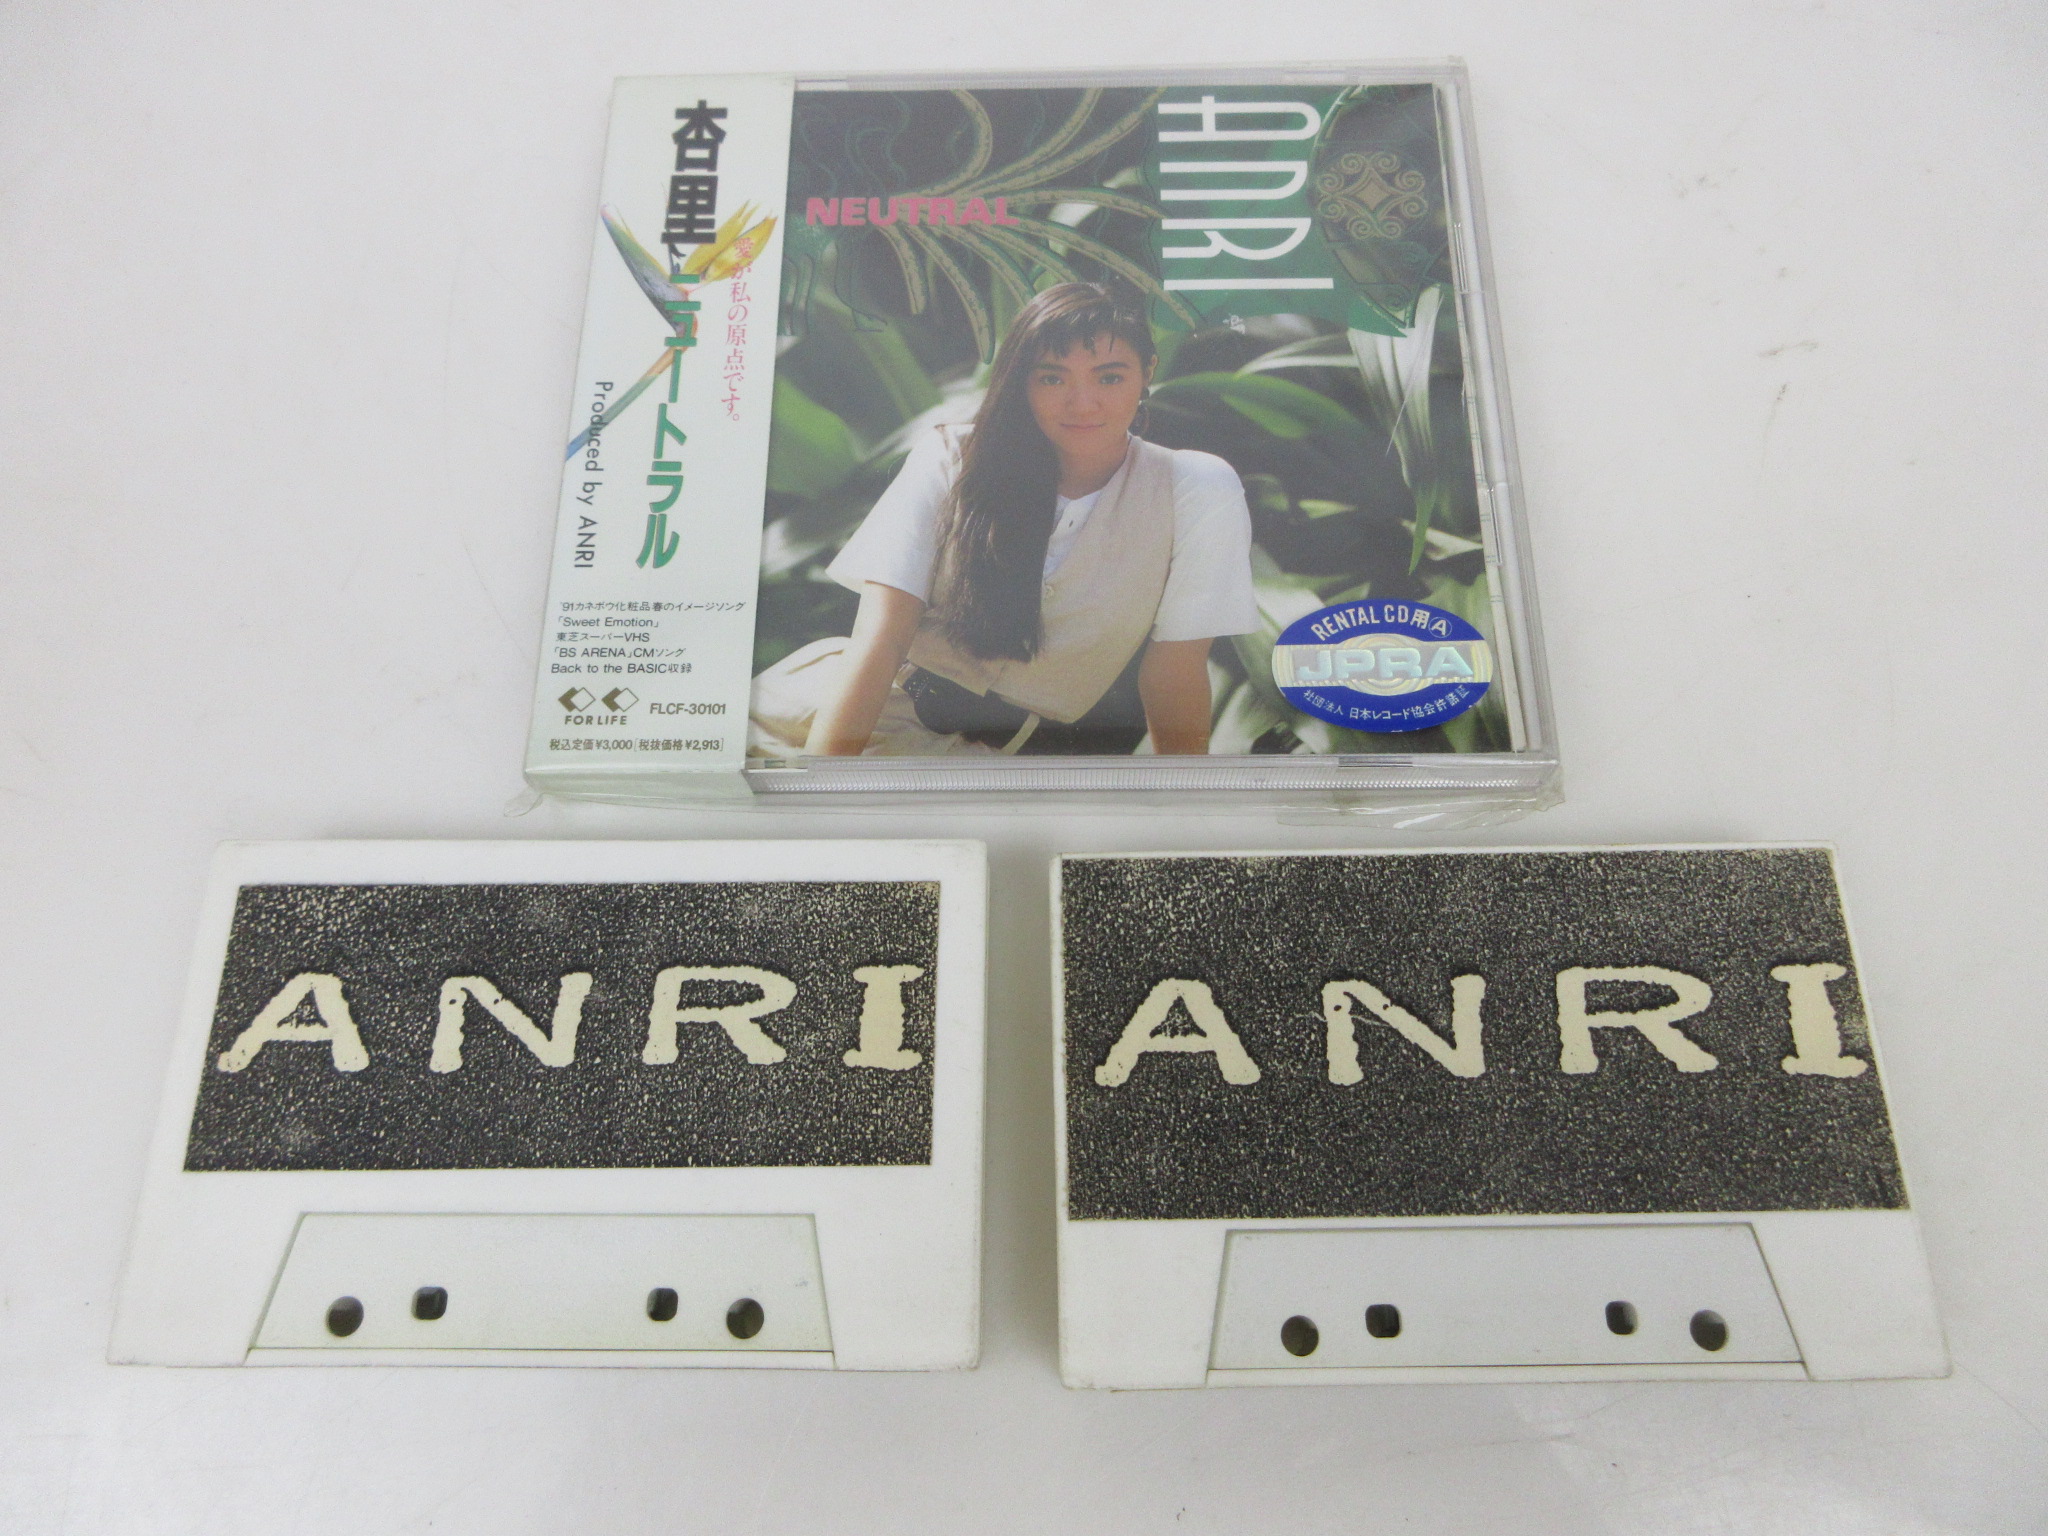 杏里
ニュートラル
愛が私の原点です。
Produced by ANRI
'91カネボウ化粧品春のイメージソング
「Sweet Emotion」
東芝スーパーVHS
「BS ARENA」CMソング
Back to the BASIC収録
FOR LIFE
FLCF-30101
税込定価¥3,000[税抜価格¥2,913]
NEUTRAL
ANRI
RENTAL CD用Ⓐ
JPRA
社団法人 日本レコード協会許諾証
ANRI
ANRI